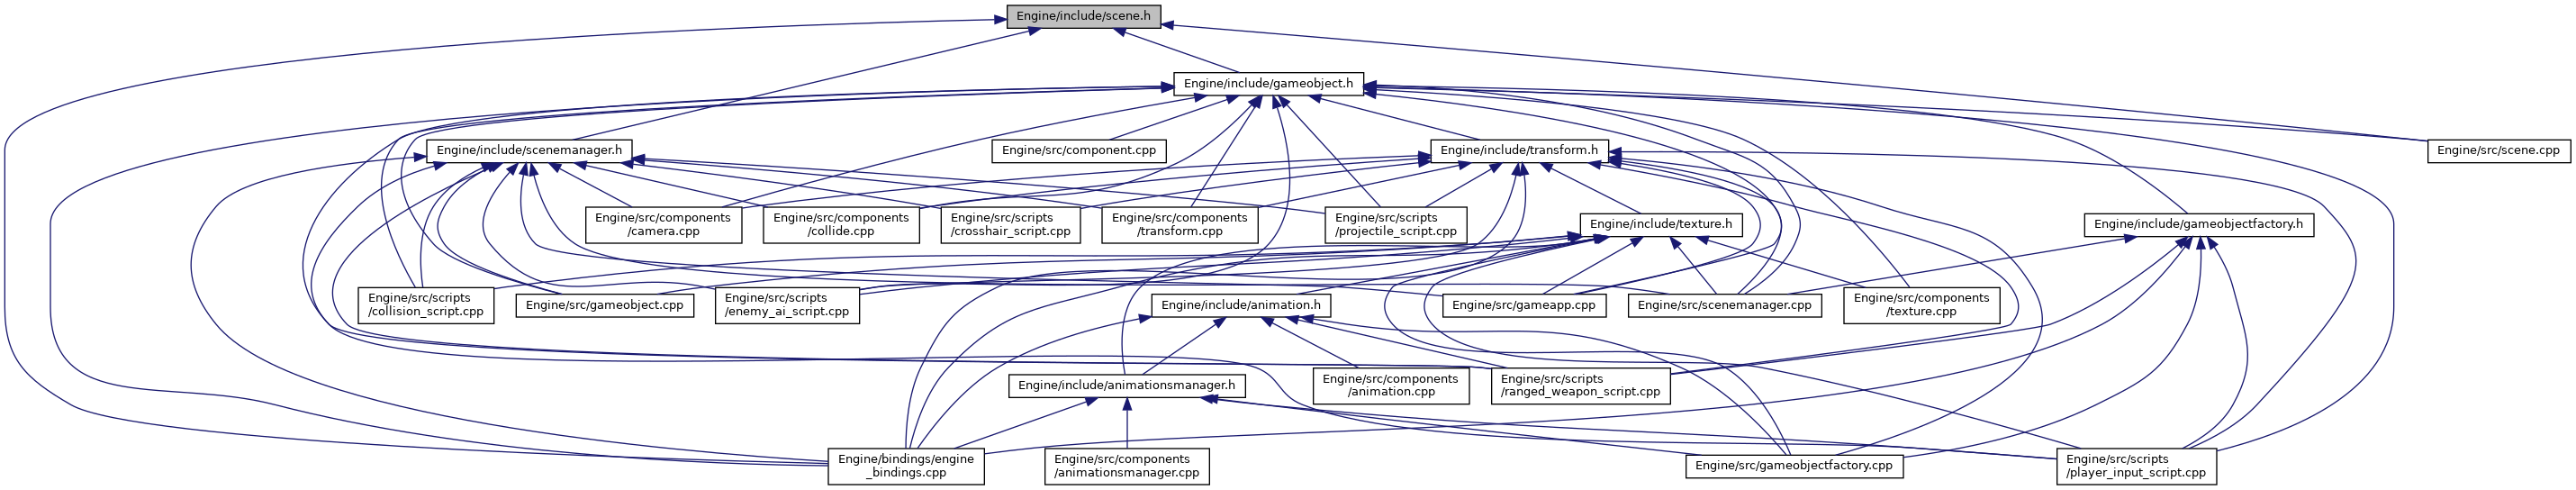 Engine/include/scene.h
Engine/include/gameobject.h
Engine/include/scenemanager.h
Engine/src/component.cpp
Engine/include/transform.h
Engine/src/scene.cpp
Engine/src/components
/camera.cpp
Engine/src/components
/collide.cpp
Engine/src/scripts
/crosshair_script.cpp
Engine/src/components
/transform.cpp
Engine/src/scripts
/projectile_script.cpp
Engine/include/texture.h
Engine/include/gameobjectfactory.h
Engine/src/scripts
/collision_script.cpp
Engine/src/gameobject.cpp
Engine/src/scripts
/enemy_ai_script.cpp
Engine/include/animation.h
Engine/src/gameapp.cpp
Engine/src/scenemanager.cpp
Engine/src/components
/texture.cpp
Engine/include/animationsmanager.h
Engine/src/components
/animation.cpp
Engine/src/scripts
/ranged_weapon_script.cpp
Engine/bindings/engine
_bindings.cpp
Engine/src/components
/animationsmanager.cpp
Engine/src/gameobjectfactory.cpp
Engine/src/scripts
/player_input_script.cpp